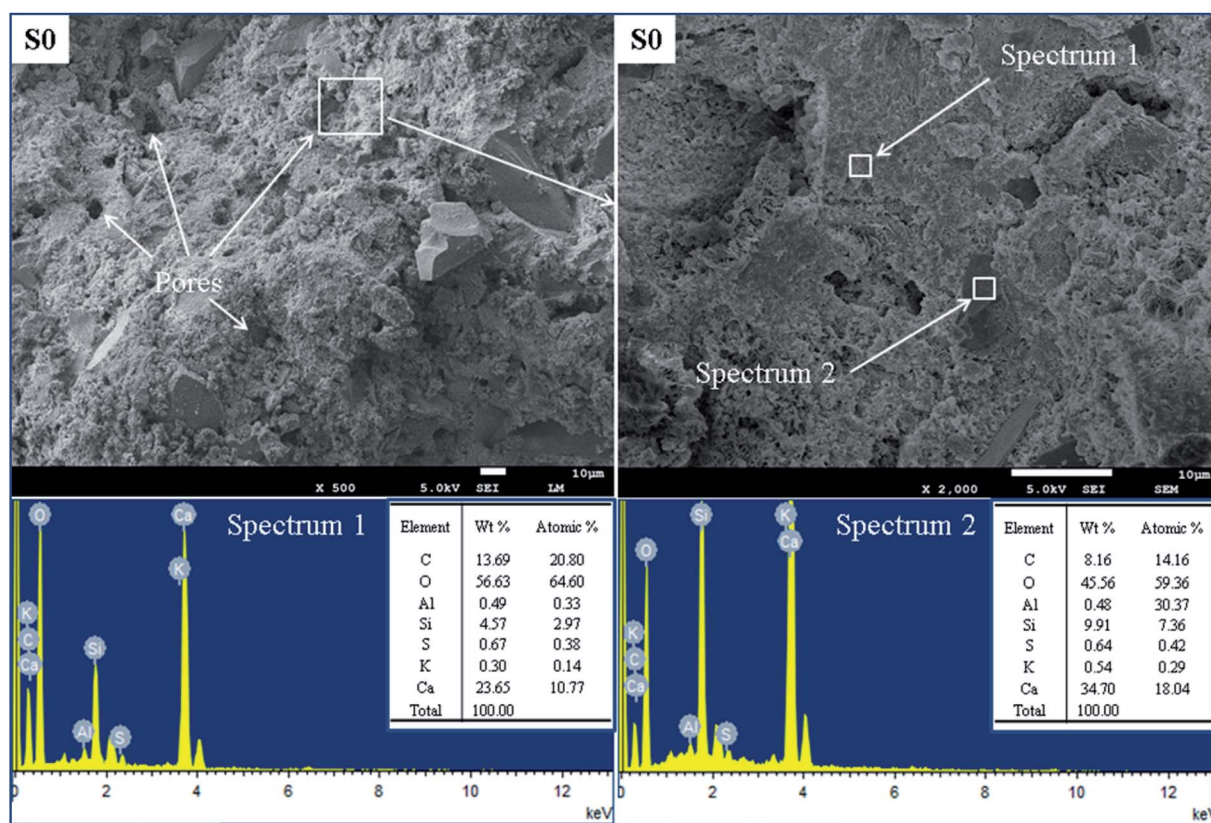 S0
Pores
X 500 5.0kV SEI LM 10μm
S0
Spectrum 1
Spectrum 2
X 2,000 5.0kV SEI SEM 10μm
Spectrum 1
O
Ca
K
K
C
Ca
Si
Al
S
Element Wt % Atomic %
C 13.69 20.80
O 56.63 64.60
Al 0.49 0.33
Si 4.57 2.97
S 0.67 0.38
K 0.30 0.14
Ca 23.65 10.77
Total 100.00
0 2 4 6 8 10 12
keV
Spectrum 2
O
Si
K
Ca
K
C
Ca
Al
S
Element Wt % Atomic %
C 8.16 14.16
O 45.56 59.36
Al 0.48 30.37
Si 9.91 7.36
S 0.64 0.42
K 0.54 0.29
Ca 34.70 18.04
Total 100.00
0 2 4 6 8 10 12
keV